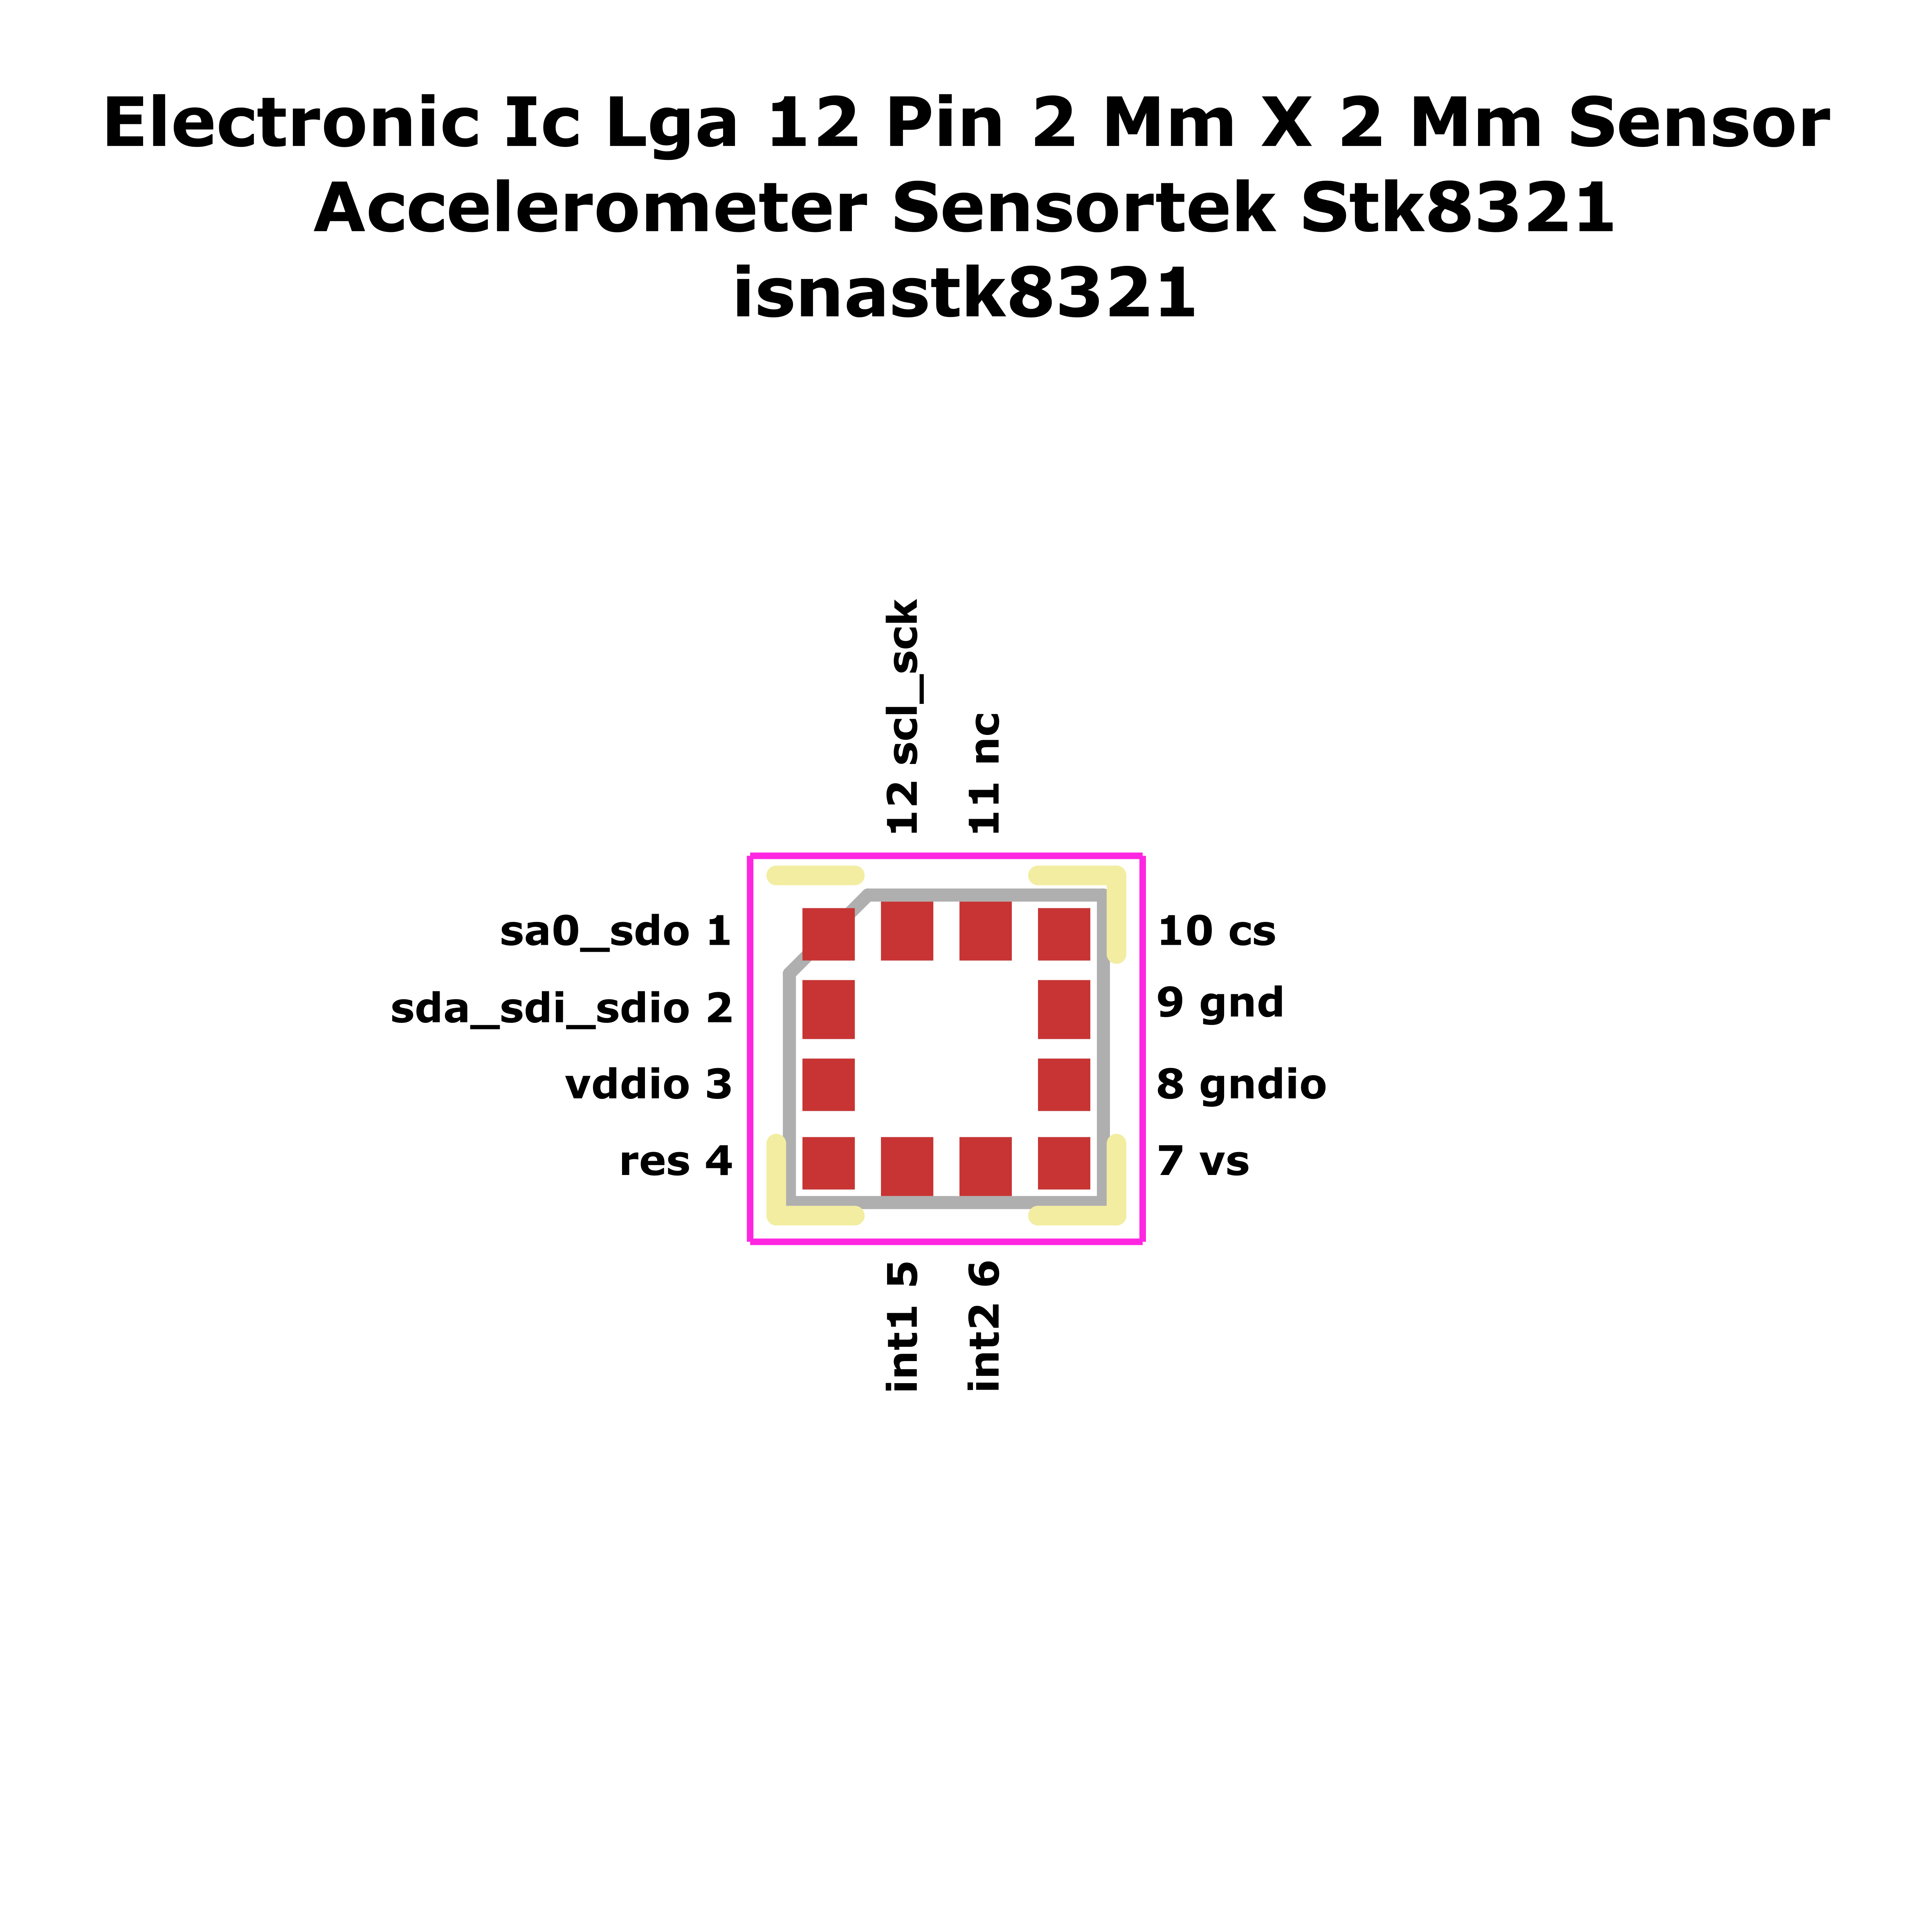 Electronic Ic Lga 12 Pin 2 Mm X 2 Mm Sensor
Accelerometer Sensortek Stk8321
isnastk8321
12 scl_sck
11 nc
sa0_sdo 1
10 cs
sda_sdi_sdio 2
9 gnd
vddio 3
8 gndio
res 4
7 vs
int1 5
int2 6